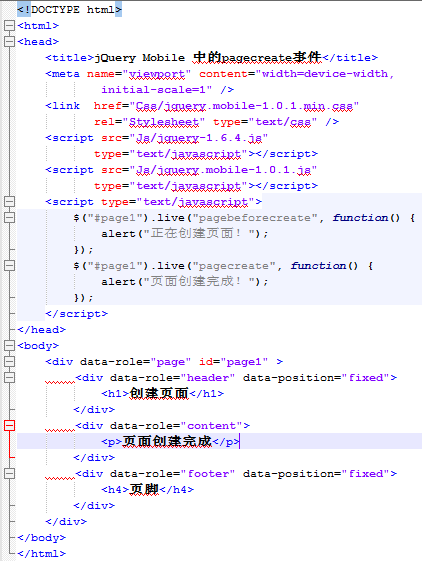 <!DOCTYPE html>
<html>
<head>
<title>jQuery Mobile 中的pagecreate事件</title>
<meta name="viewport" content="width=device-width,
initial-scale=1" />
<link  href="Css/jquery.mobile-1.0.1.min.css"
rel="Stylesheet" type="text/css" />
<script src="Js/jquery-1.6.4.js"
type="text/javascript"></script>
<script src="Js/jquery.mobile-1.0.1.js"
type="text/javascript"></script>
<script type="text/javascript">
$("#page1").live("pagebeforecreate", function() {
alert("正在创建页面！");
});
$("#page1").live("pagecreate", function() {
alert("页面创建完成！");
});
</script>
</head>
<body>
<div data-role="page" id="page1" >
<div data-role="header" data-position="fixed">
<h1>创建页面</h1>
</div>
<div data-role="content">
<p>页面创建完成</p>
</div>
<div data-role="footer" data-position="fixed">
<h4>页脚</h4>
</div>
</div>
</body>
</html>